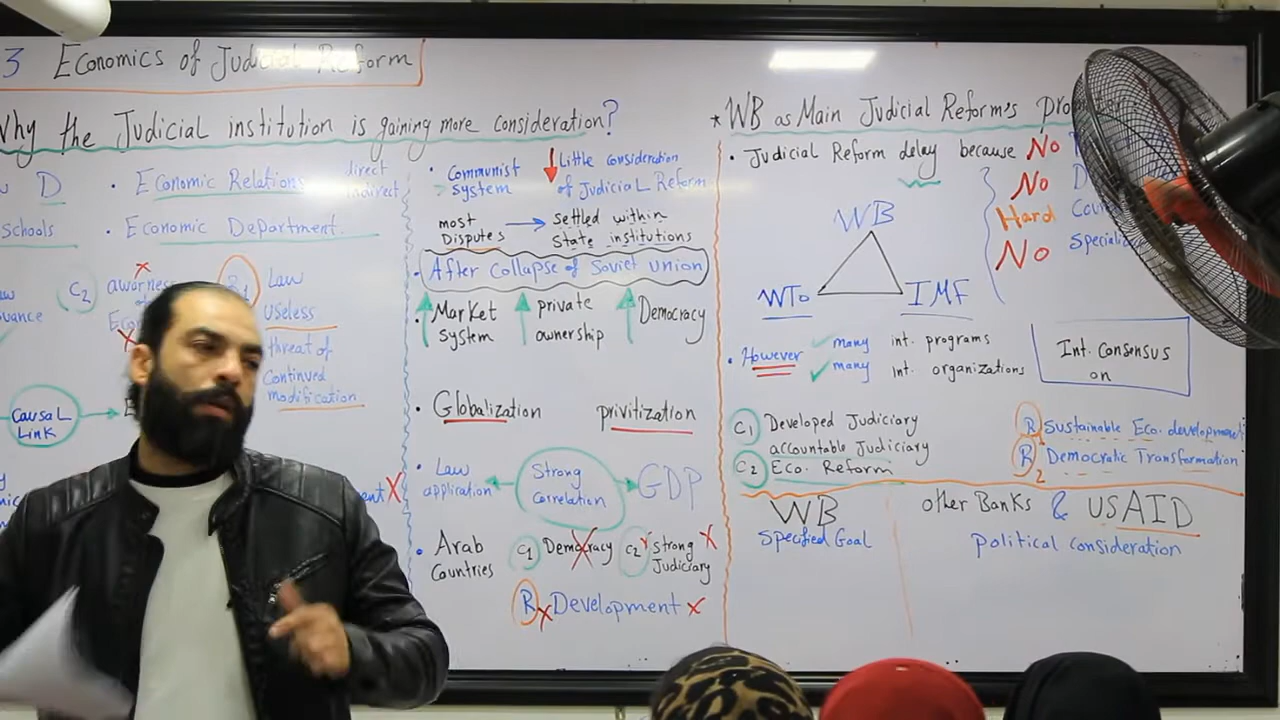 3 Economics of Judicial Reform
Why the Judicial institution is gaining more consideration?
D
Schools
C2
Causal
Link
• Economic Relations
direct
indirect
• Economic Department
R1 Law
useless
threat of
Continued
modification
• Communist
system
Little consideration
of Judicial Reform
most
Disputes
settled within
State institutions
• After Collapse of Soviet union
• Market
system
private
ownership
Democracy
• Globalization privitization
• Law
application
Strong
Correlation
GDP
• Arab
Countries
C1 Democracy
C2 strong
Judiciary
R Development
* WB as Main Judicial Reform's
• Judicial Reform delay because No
No
Hard
No
WB
WTo IMF
• However many int. programs
many int. organizations
Int. Consensus
on
C1 Developed Judiciary
accountable Judiciary
C2 Eco. Reform
R1 Sustainable Eco. development
R2 Democratic Transformation
WB
Specified Goal
other Banks & USAID
political consideration